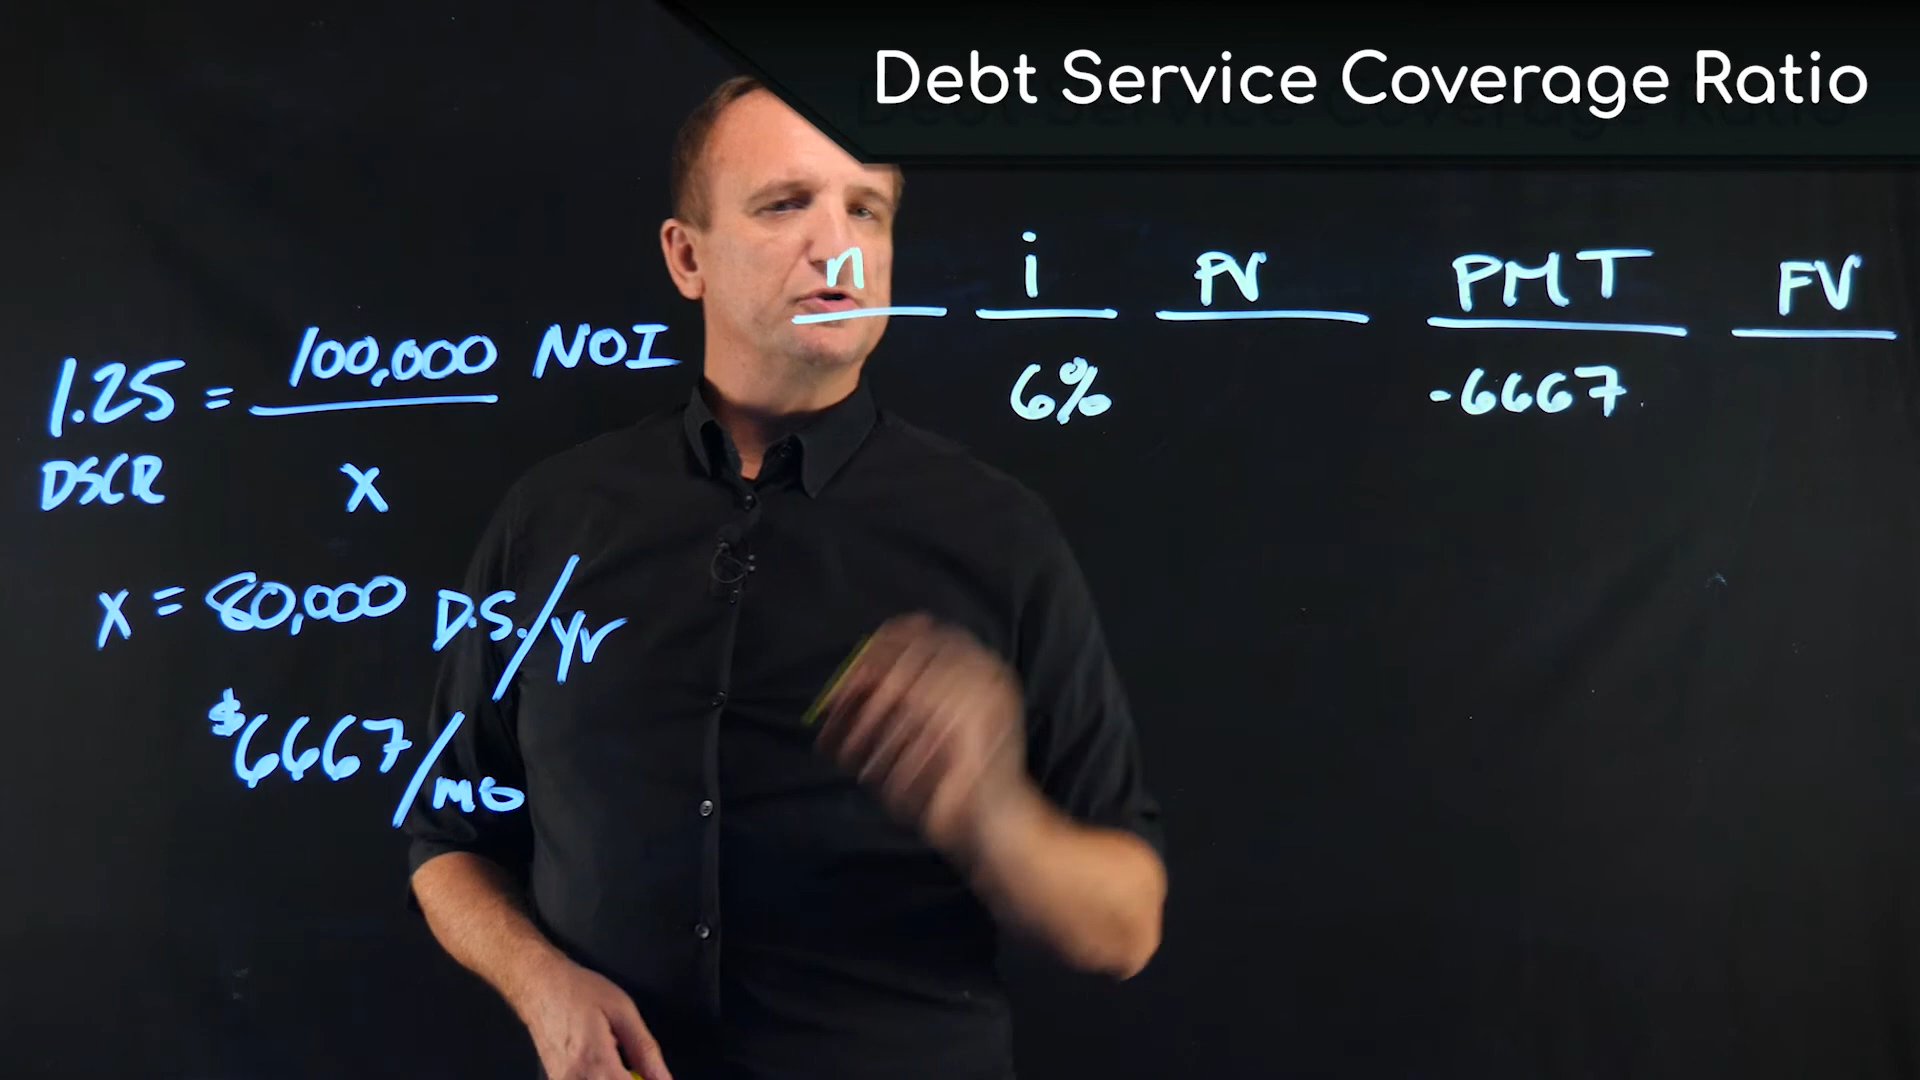 Debt Service Coverage Ratio
n i PV PMT FV
6% -6667
1.25 = 100,000 NOI
DSCR x
x = 80,000 D.S./yr
$6667/mo